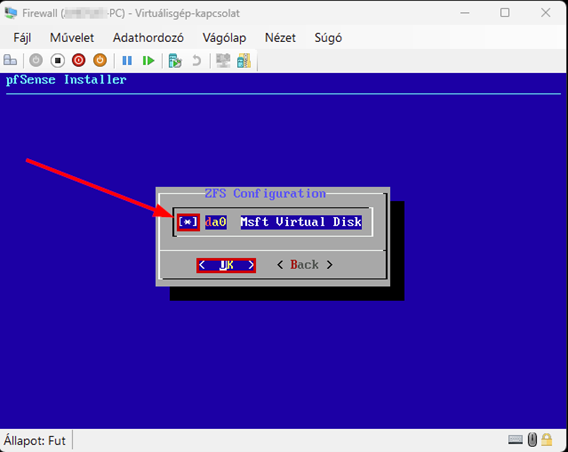 Firewall (-PC) - Virtuálisgép-kapcsolat
Fájl Művelet Adathordozó Vágólap Nézet Súgó
pfSense Installer
ZFS Configuration
[*] da0 Msft Virtual Disk
< OK > < Back >
Állapot: Fut